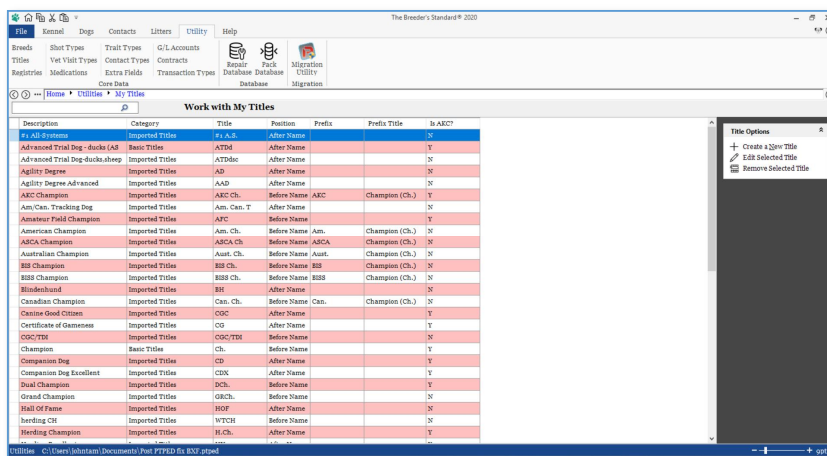 The Breeder's Standard® 2020
File Kennel Dogs Contacts Litters Utility Help
Breeds Shot Types Trait Types G/L Accounts
Titles Vet Visit Types Contact Types Contracts
Registries Medications Extra Fields Transaction Types
Repair Database Pack Database Migration Utility
Core Data Database Migration
Home Utilities My Titles
Work with My Titles
Description Category Title Position Prefix Prefix Title Is AKC?
#1 All-Systems Imported Titles #1 A.S. After Name N
Advanced Trial Dog - ducks (AS Basic Titles ATDd After Name Y
Advanced Trial Dog-ducks,sheep Imported Titles ATDdsc After Name N
Agility Degree Imported Titles AD After Name N
Agility Degree Advanced Imported Titles AAD After Name N
AKC Champion Imported Titles AKC Ch. Before Name AKC Champion (Ch.) Y
Am/Can. Tracking Dog Imported Titles Am. Can. T After Name N
Amateur Field Champion Imported Titles AFC Before Name Y
American Champion Imported Titles Am. Ch. Before Name Am. Champion (Ch.) N
ASCA Champion Imported Titles ASCA Ch Before Name ASCA Champion (Ch.) N
Australian Champion Imported Titles Aust. Ch. Before Name Aust. Champion (Ch.) N
BIS Champion Imported Titles BIS Ch. Before Name BIS Champion (Ch.) N
BISS Champion Imported Titles BISS Ch. Before Name BISS Champion (Ch.) N
Blindenhund Imported Titles BH After Name N
Canadian Champion Imported Titles Can. Ch. Before Name Can. Champion (Ch.) N
Canine Good Citizen Imported Titles CGC After Name Y
Certificate of Gameness Imported Titles CG After Name Y
CGC/TDI Imported Titles CGC/TDI After Name N
Champion Basic Titles Ch. Before Name Y
Companion Dog Imported Titles CD After Name Y
Companion Dog Excellent Imported Titles CDX After Name Y
Dual Champion Imported Titles DCh. Before Name Y
Grand Champion Imported Titles GRCh. Before Name N
Hall Of Fame Imported Titles HOF After Name N
herding CH Imported Titles WTCH Before Name N
Herding Champion Imported Titles H.Ch. After Name Y
Title Options
Create a New Title
Edit Selected Title
Remove Selected Title
Utilities C:\Users\johntam\Documents\Post PTPED fix BXF.ptped 9pt